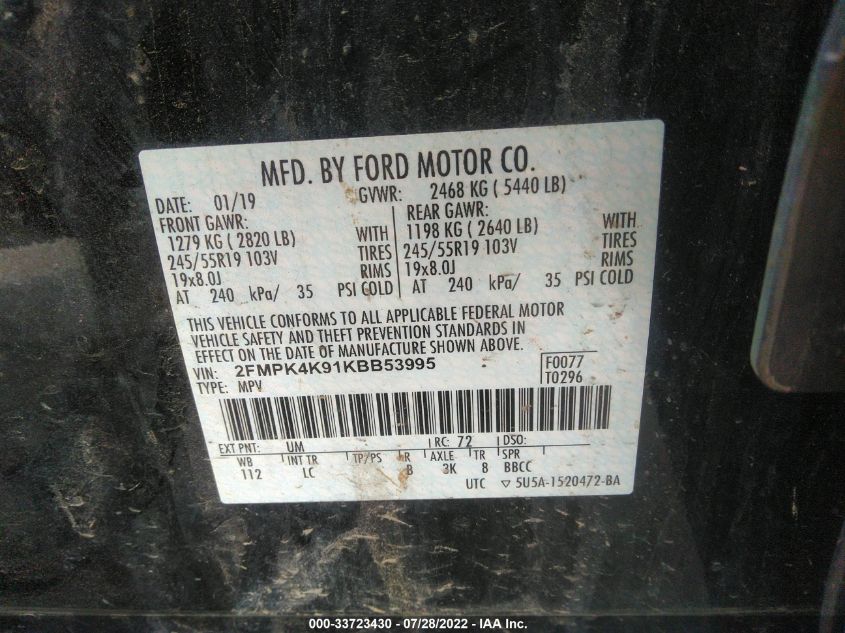 MFD. BY FORD MOTOR CO.
DATE: 01/19 GVWR: 2468 KG ( 5440 LB)
FRONT GAWR: REAR GAWR:
1279 KG ( 2820 LB) WITH 1198 KG ( 2640 LB) WITH
245/55R19 103V TIRES 245/55R19 103V TIRES
19x8.0J RIMS 19x8.0J RIMS
AT 240 kPa/ 35 PSI COLD AT 240 kPa/ 35 PSI COLD
THIS VEHICLE CONFORMS TO ALL APPLICABLE FEDERAL MOTOR
VEHICLE SAFETY AND THEFT PREVENTION STANDARDS IN
EFFECT ON THE DATE OF MANUFACTURE SHOWN ABOVE.
VIN: 2FMPK4K91KBB53995 F0077
TYPE: MPV T0296
EXT PNT: UM RC: 72 DSO:
WB INT TR TP/PS R AXLE TR SPR
112 LC B 3K 8 BBCC
UTC ▽ 5U5A-1520472-BA
000-33723430 - 07/28/2022 - IAA Inc.